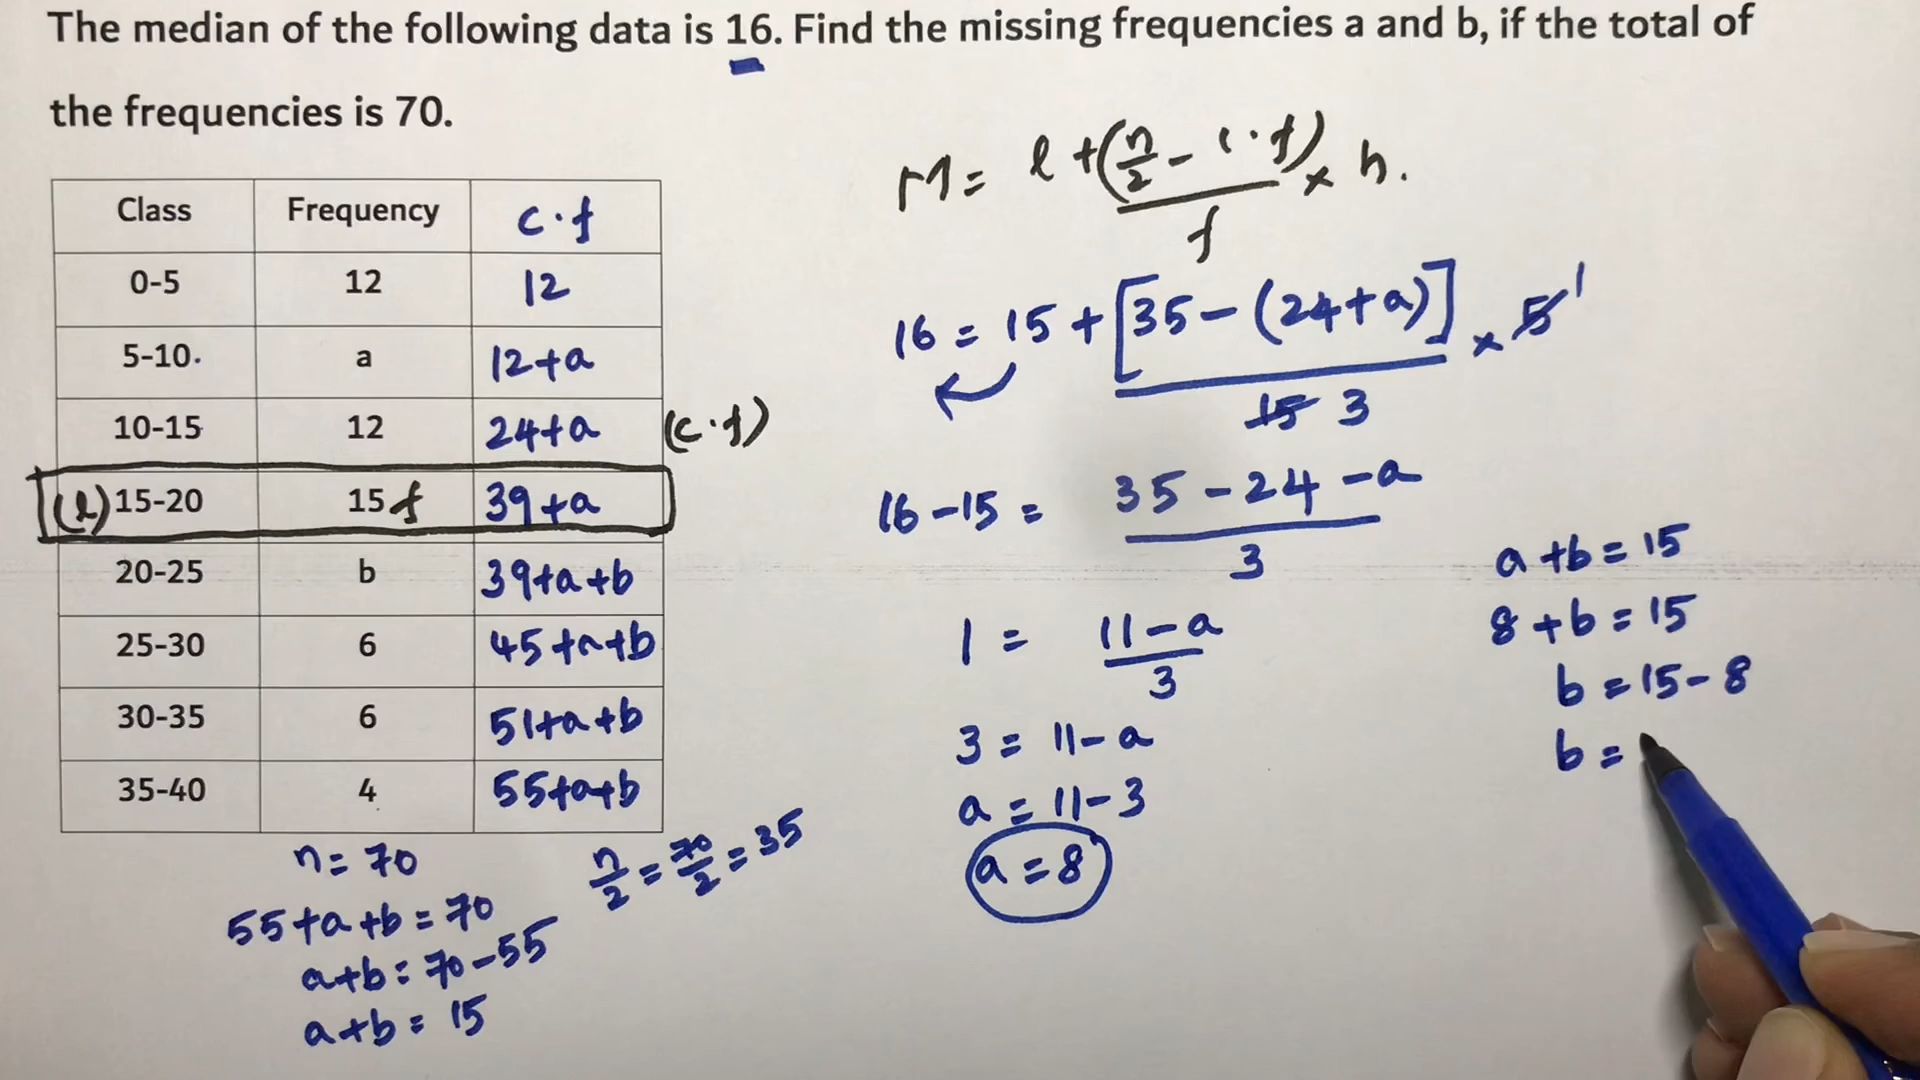 The median of the following data is 16. Find the missing frequencies a and b, if the total of
the frequencies is 70.
Class Frequency c.f
0-5 12 12
5-10. a 12+a
10-15 12 24+a (c.f)
(l) 15-20 15 f 39+a
20-25 b 39+a+b
25-30 6 45+a+b
30-35 6 51+a+b
35-40 4 55+a+b
n = 70
55+a+b = 70
a+b = 70-55
a+b = 15
n/2 = 70/2 = 35
M = l + (n/2 - c.f)/f × h.
16 = 15 + [35-(24+a)]/15 3 × 5 1
16-15 = 35-24-a/3
1 = 11-a/3
3 = 11-a
a = 11-3
a = 8
a+b = 15
8+b = 15
b = 15-8
b =